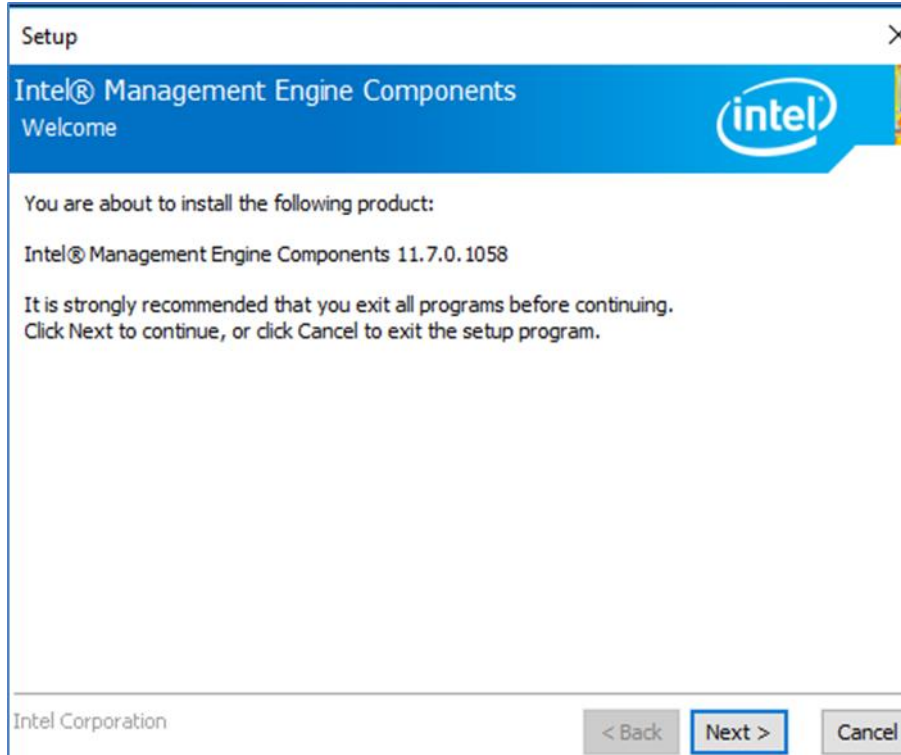 Setup
Intel® Management Engine Components
Welcome
intel
You are about to install the following product:
Intel® Management Engine Components 11.7.0.1058
It is strongly recommended that you exit all programs before continuing.
Click Next to continue, or click Cancel to exit the setup program.
Intel Corporation
< Back Next > Cancel